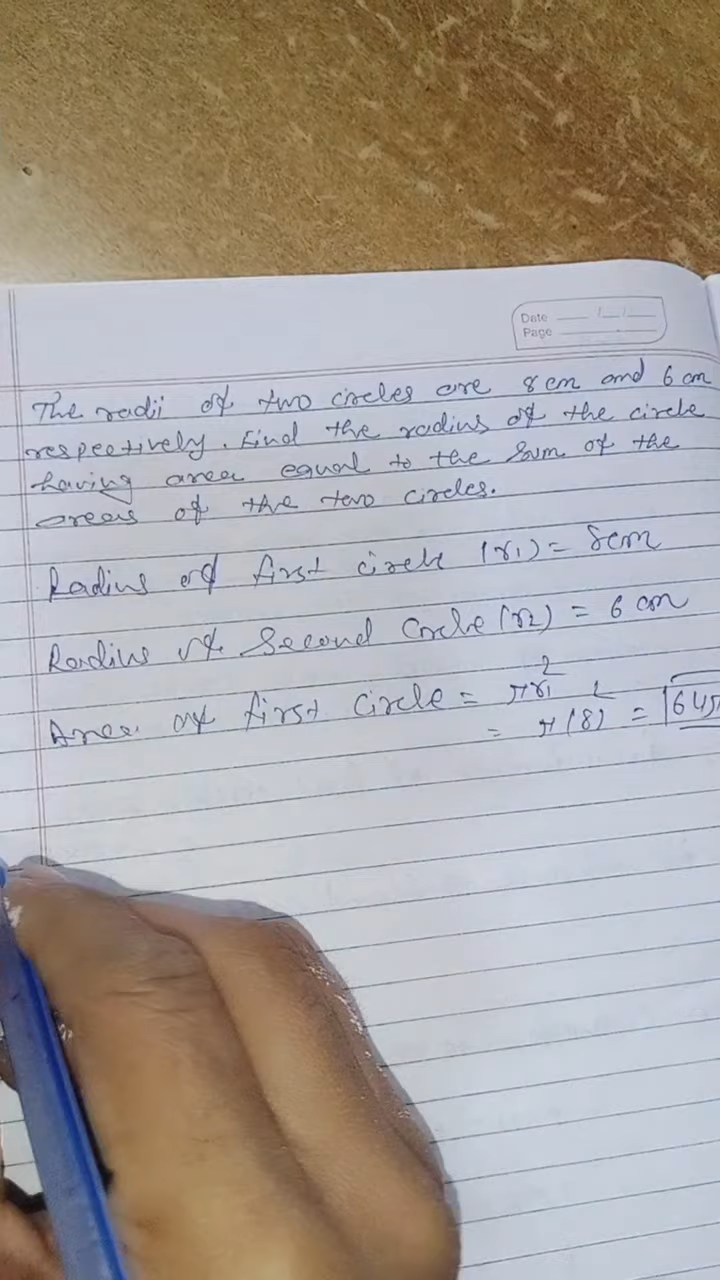 Date
Page
The radii of two circles are 8 cm and 6 cm
respectively. Find the radius of the circle
having area equal to the sum of the
areas of the two circles.
Radius of first circle (r₁) = 8cm
Radius of Second Circle (r₂) = 6 cm
Area of first circle = πr₁²
= π(8)² = 64π